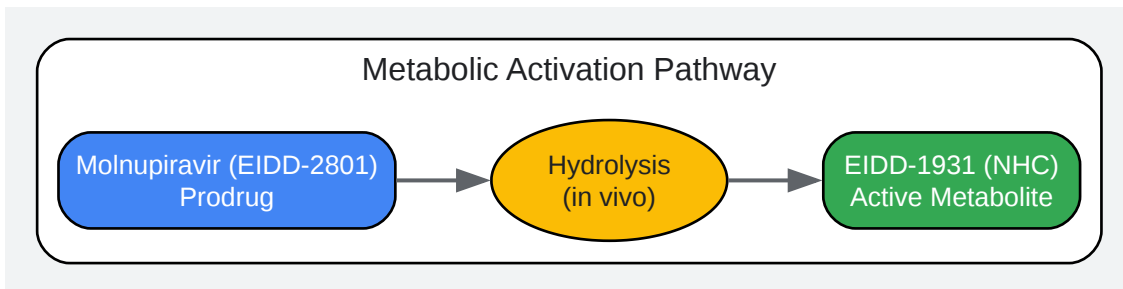 Metabolic Activation Pathway
Molnupiravir (EIDD-2801)
Prodrug
Hydrolysis
(in vivo)
EIDD-1931 (NHC)
Active Metabolite